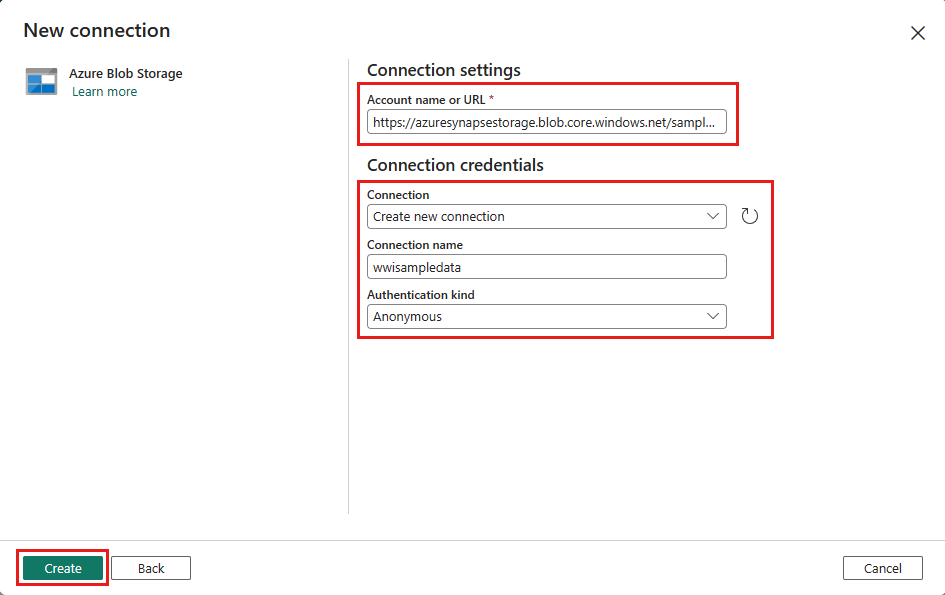 New connection
Azure Blob Storage
Learn more
Connection settings
Account name or URL *
https://azuresynapsestorage.blob.core.windows.net/sampl...
Connection credentials
Connection
Create new connection
Connection name
wwisampledata
Authentication kind
Anonymous
Create
Back
Cancel